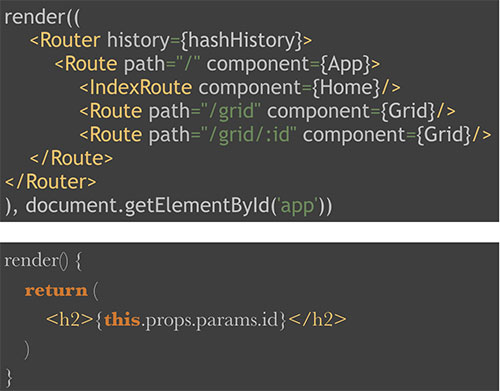 render((
<Router history={hashHistory}>
<Route path="/" component={App}>
<IndexRoute component={Home}/>
<Route path="/grid" component={Grid}/>
<Route path="/grid/:id" component={Grid}/>
</Route>
</Router>
), document.getElementById('app'))
render() {
return (
<h2>{this.props.params.id}</h2>
)
}